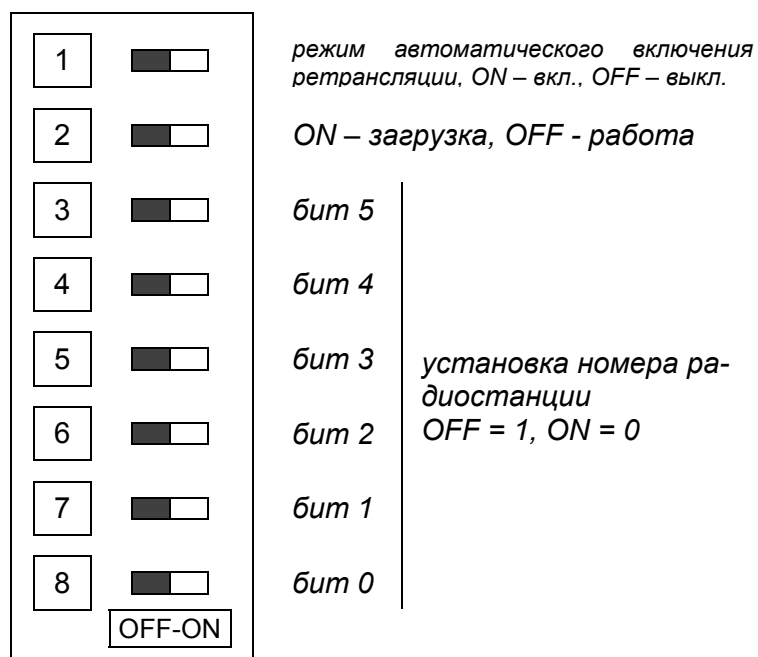 1
режим автоматического включения
ретрансляции, ON – вкл., OFF – выкл.
2
ON – загрузка, OFF - работа
3
бит 5
4
бит 4
5
бит 3
установка номера ра-
диостанции
OFF = 1, ON = 0
6
бит 2
7
бит 1
8
бит 0
OFF-ON